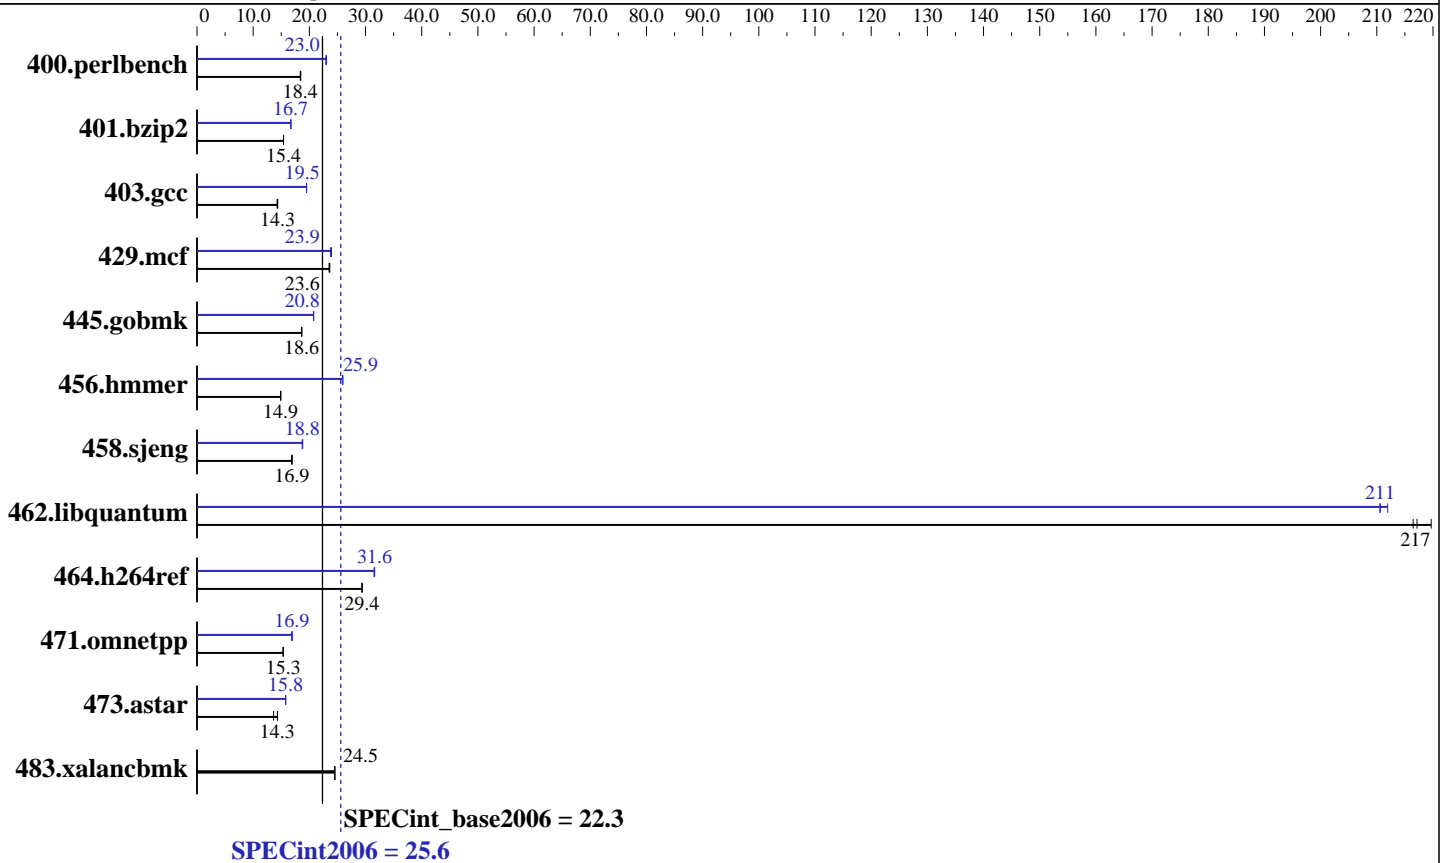 0 10.0 20.0 30.0 40.0 50.0 60.0 70.0 80.0 90.0 100 110 120 130 140 150 160 170 180 190 200 210 220
23.0
400.perlbench
18.4
16.7
401.bzip2
15.4
19.5
403.gcc
14.3
23.9
429.mcf
23.6
20.8
445.gobmk
18.6
25.9
456.hmmer
14.9
18.8
458.sjeng
16.9
211
462.libquantum
217
31.6
464.h264ref
29.4
16.9
471.omnetpp
15.3
15.8
473.astar
14.3
24.5
483.xalancbmk
SPECint_base2006 = 22.3
SPECint2006 = 25.6